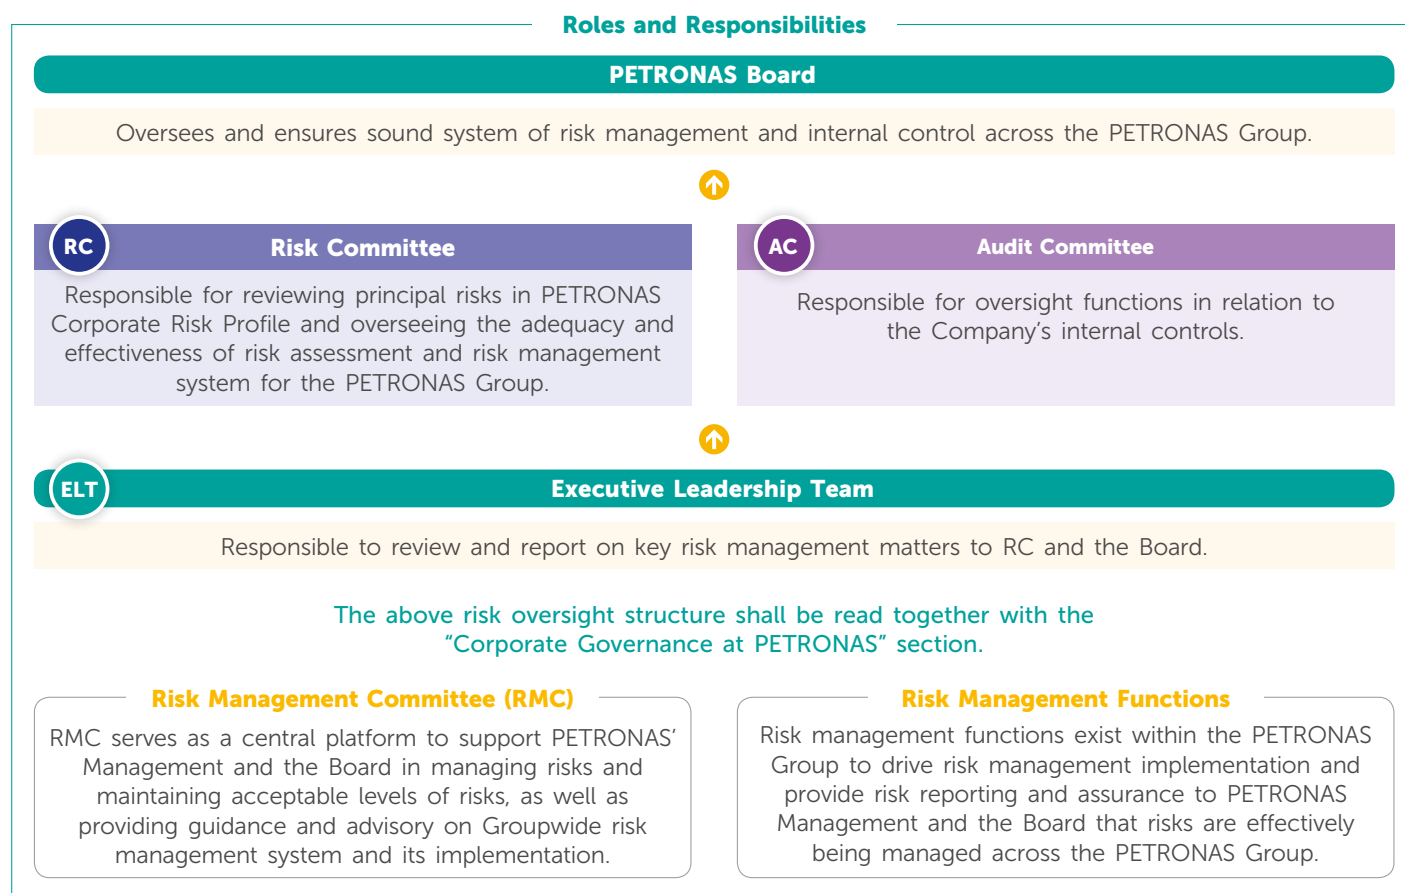 Roles and Responsibilities
PETRONAS Board
Oversees and ensures sound system of risk management and internal control across the PETRONAS Group.
RC
Risk Committee
Responsible for reviewing principal risks in PETRONAS
Corporate Risk Profile and overseeing the adequacy and
effectiveness of risk assessment and risk management
system for the PETRONAS Group.
AC
Audit Committee
Responsible for oversight functions in relation to
the Company’s internal controls.
ELT
Executive Leadership Team
Responsible to review and report on key risk management matters to RC and the Board.
The above risk oversight structure shall be read together with the
“Corporate Governance at PETRONAS” section.
Risk Management Committee (RMC)
RMC serves as a central platform to support PETRONAS’
Management and the Board in managing risks and
maintaining acceptable levels of risks, as well as
providing guidance and advisory on Groupwide risk
management system and its implementation.
Risk Management Functions
Risk management functions exist within the PETRONAS
Group to drive risk management implementation and
provide risk reporting and assurance to PETRONAS
Management and the Board that risks are effectively
being managed across the PETRONAS Group.